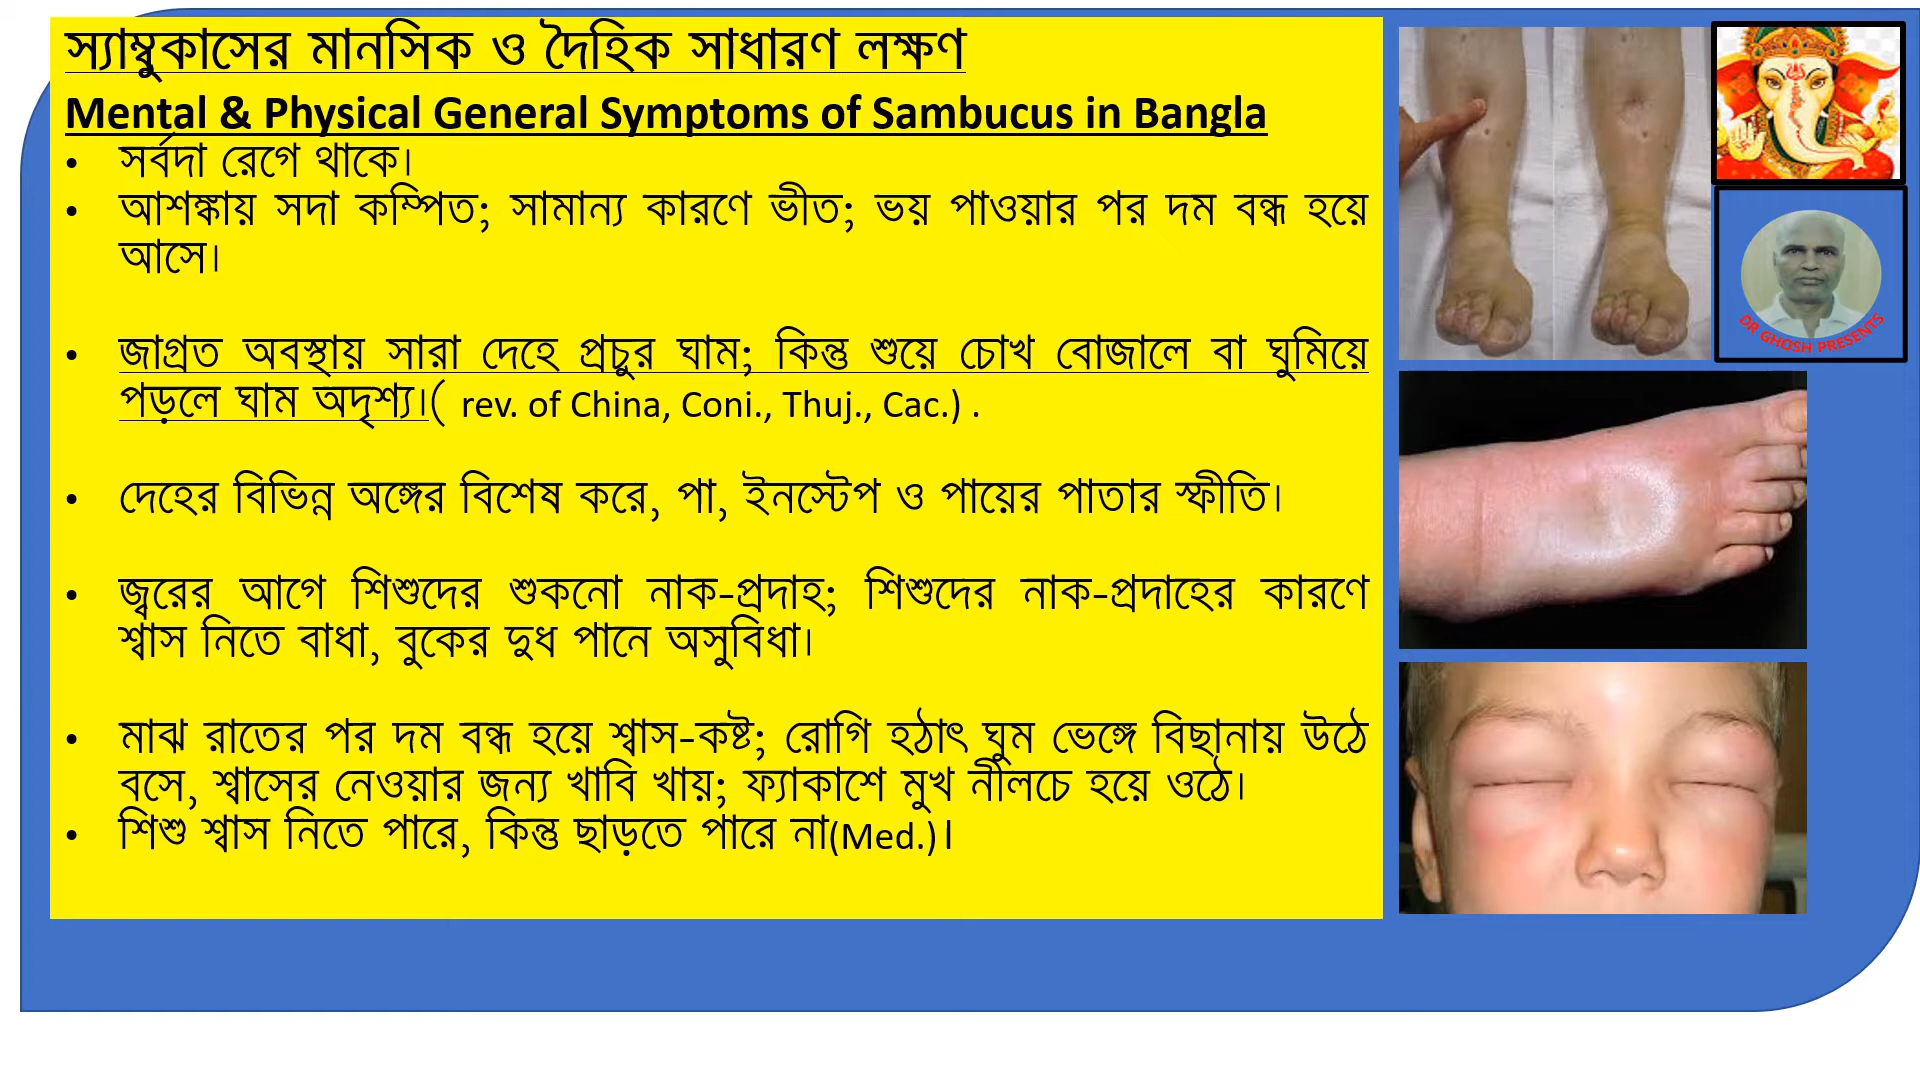 স্যাম্বুকাসের মানসিক ও দৈহিক সাধারণ লক্ষণ
Mental & Physical General Symptoms of Sambucus in Bangla
• সর্বদা রেগে থাকে।
• আশঙ্কায় সদা কম্পিত; সামান্য কারণে ভীত; ভয় পাওয়ার পর দম বন্ধ হয়ে
আসে।
• জাগ্রত অবস্থায় সারা দেহে প্রচুর ঘাম; কিন্তু শুয়ে চোখ বোজালে বা ঘুমিয়ে
পড়লে ঘাম অদৃশ্য।( rev. of China, Coni., Thuj., Cac.) .
• দেহের বিভিন্ন অঙ্গের বিশেষ করে, পা, ইনস্টেপ ও পায়ের পাতার স্ফীতি।
• জ্বরের আগে শিশুদের শুকনো নাক-প্রদাহ; শিশুদের নাক-প্রদাহের কারণে
শ্বাস নিতে বাধা, বুকের দুধ পানে অসুবিধা।
• মাঝ রাতের পর দম বন্ধ হয়ে শ্বাস-কষ্ট; রোগি হঠাৎ ঘুম ভেঙ্গে বিছানায় উঠে
বসে, শ্বাসের নেওয়ার জন্য খাবি খায়; ফ্যাকাশে মুখ নীলচে হয়ে ওঠে।
• শিশু শ্বাস নিতে পারে, কিন্তু ছাড়তে পারে না(Med.)।
DR GHOSH PRESENTS